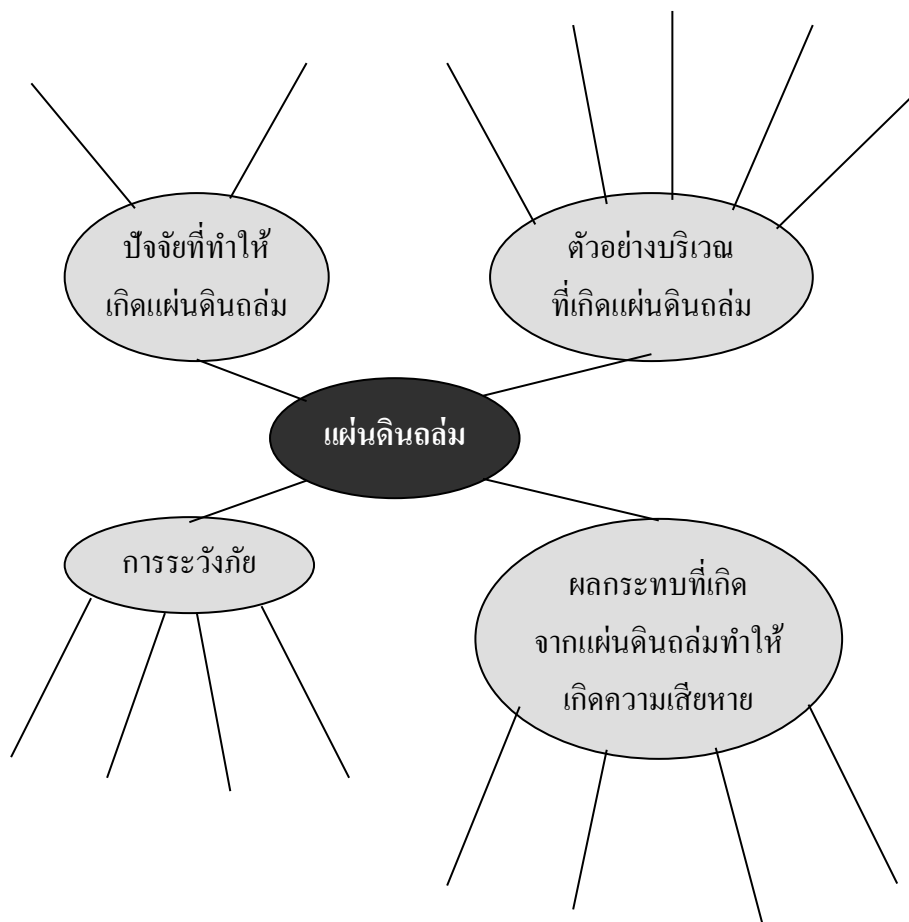 ปัจจัยที่ทำให้
เกิดแผ่นดินถล่ม
ตัวอย่างบริเวณ
ที่เกิดแผ่นดินถล่ม
แผ่นดินถล่ม
การระวังภัย
ผลกระทบที่เกิด
จากแผ่นดินถล่มทำให้
เกิดความเสียหาย